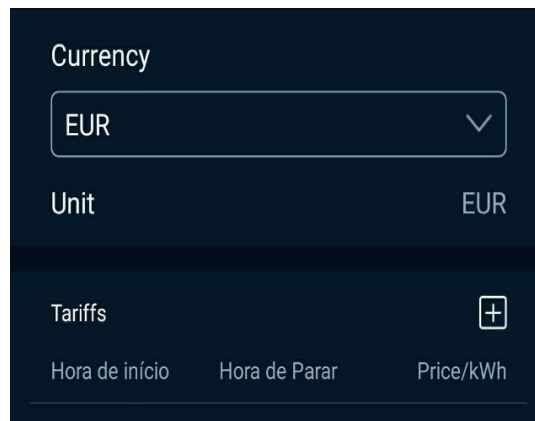 Currency
EUR
Unit EUR
Tariffs
Hora de início Hora de Parar Price/kWh